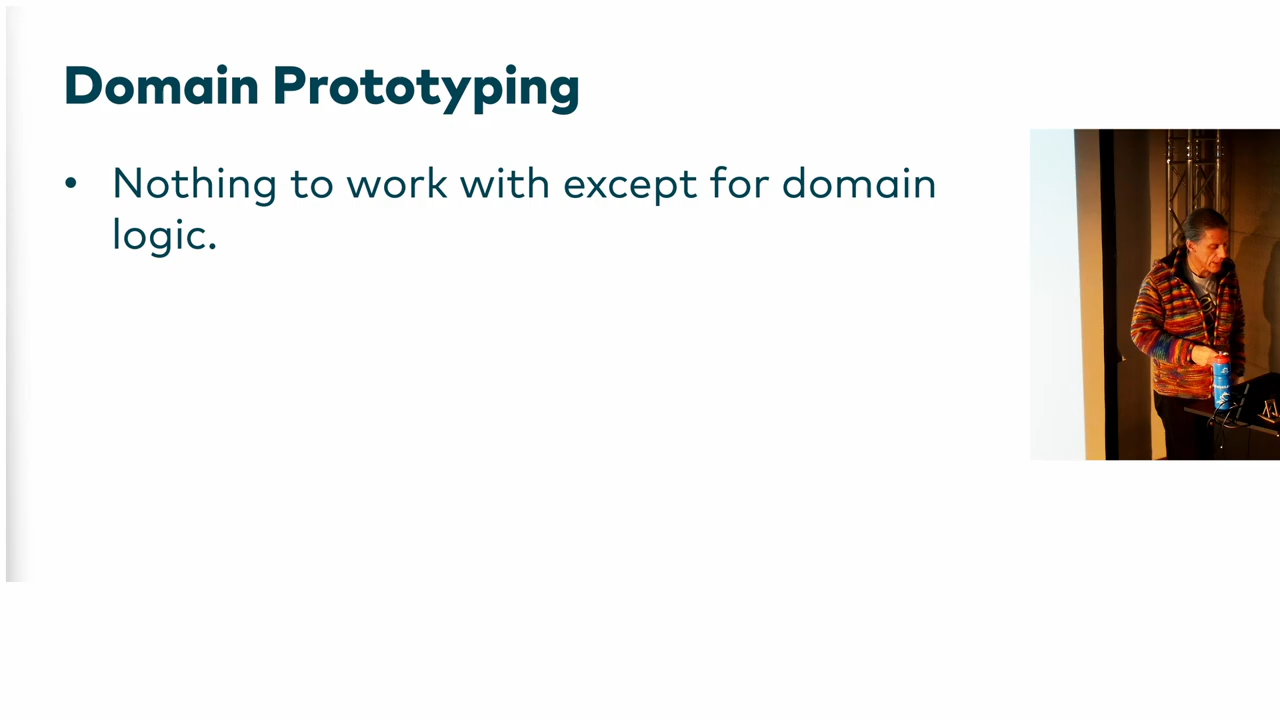 Domain Prototyping
• Nothing to work with except for domain
logic.